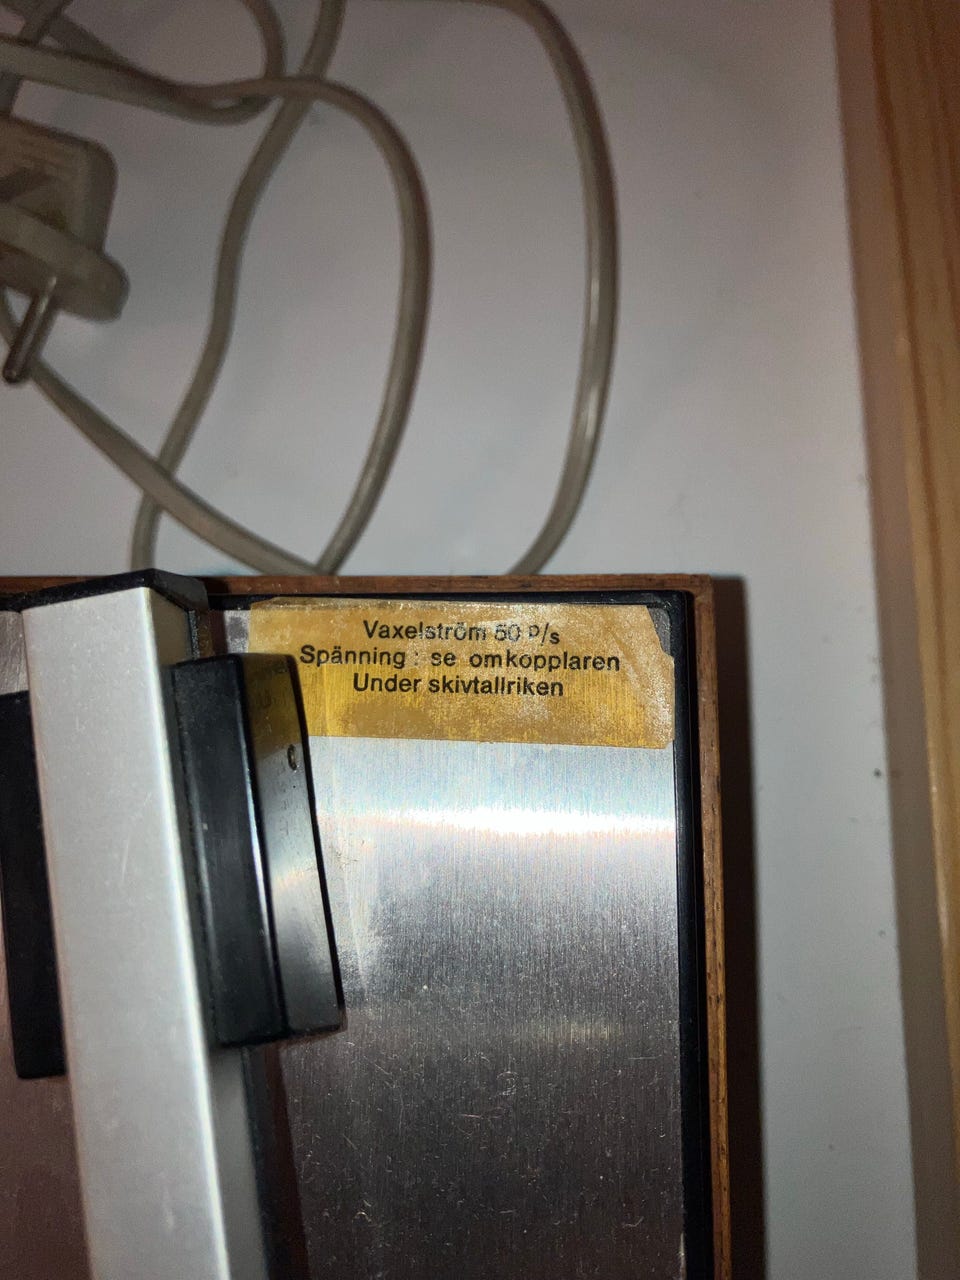 Vaxelström 50 p/s
Spänning : se omkopplaren
Under skivtallriken